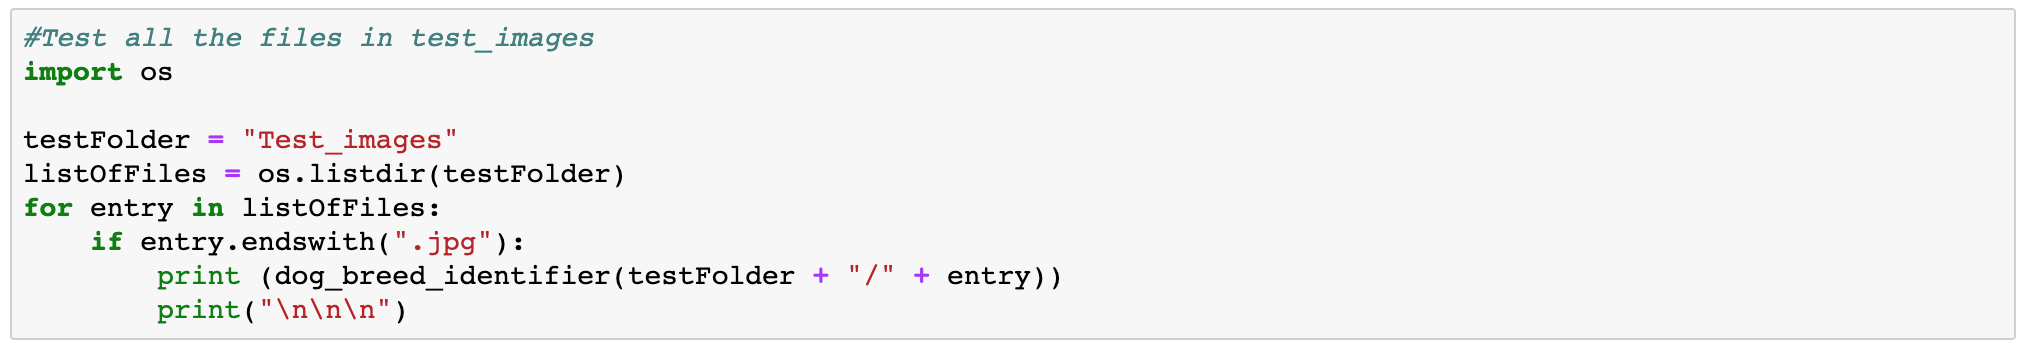 #Test all the files in test_images
import os
testFolder = "Test_images"
listOfFiles = os.listdir(testFolder)
for entry in listOfFiles:
    if entry.endswith(".jpg"):
        print (dog_breed_identifier(testFolder + "/" + entry))
        print("\n\n\n")